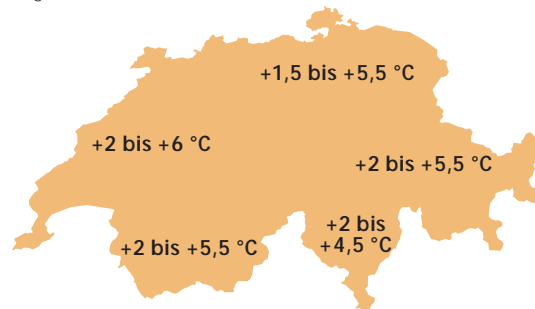 +1,5 bis +5,5 °C
+2 bis +6 °C
+2 bis +5,5 °C
+2 bis
+4,5 °C
+2 bis +5,5 °C